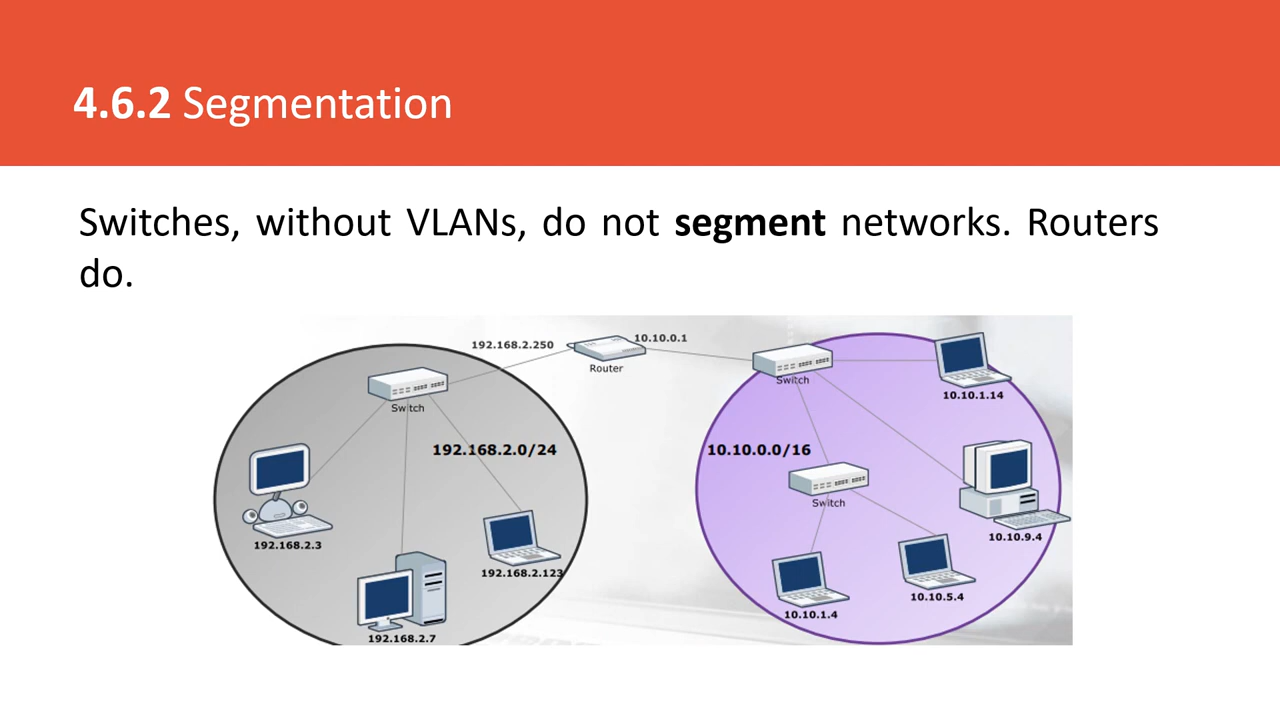 4.6.2 Segmentation
Switches, without VLANs, do not segment networks. Routers
do.
192.168.2.250
10.10.0.1
Router
Switch
Switch
10.10.1.14
192.168.2.0/24
10.10.0.0/16
Switch
192.168.2.3
10.10.9.4
192.168.2.123
10.10.5.4
10.10.1.4
192.168.2.7